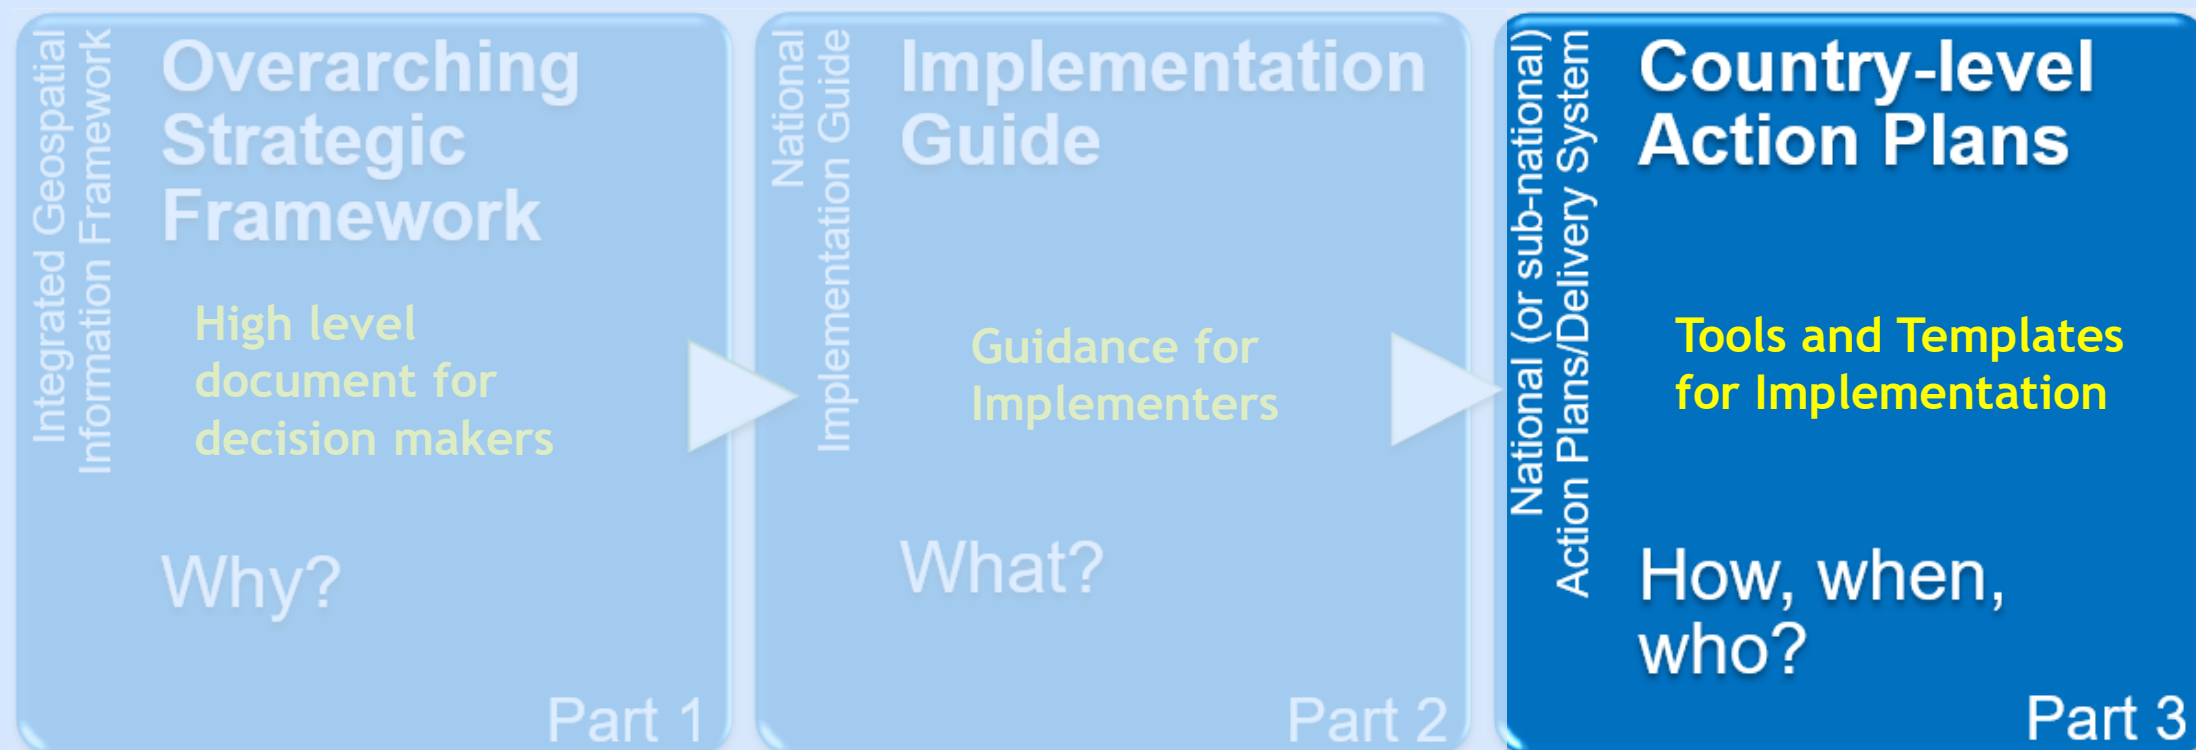 Integrated Geospatial
Information Framework
Overarching
Strategic
Framework
High level
document for
decision makers
Why?
Part 1
National
Implementation Guide
Implementation
Guide
Guidance for
Implementers
What?
Part 2
National (or sub-national)
Action Plans/Delivery System
Country-level
Action Plans
Tools and Templates
for Implementation
How, when,
who?
Part 3